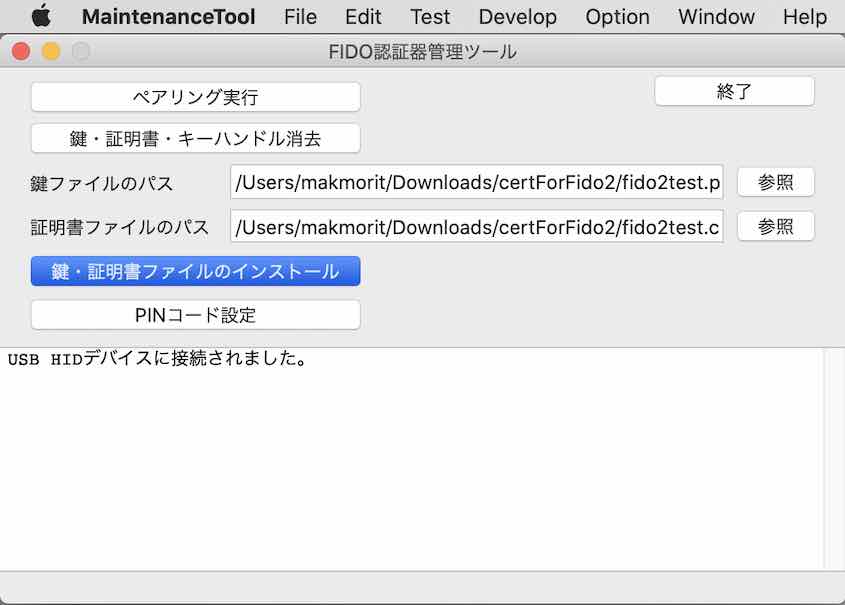 MaintenanceTool File Edit Test Develop Option Window Help
FIDO認証器管理ツール
ペアリング実行
終了
鍵・証明書・キーハンドル消去
鍵ファイルのパス /Users/makmorit/Downloads/certForFido2/fido2test.p 参照
証明書ファイルのパス /Users/makmorit/Downloads/certForFido2/fido2test.c 参照
鍵・証明書ファイルのインストール
PINコード設定
USB HIDデバイスに接続されました。